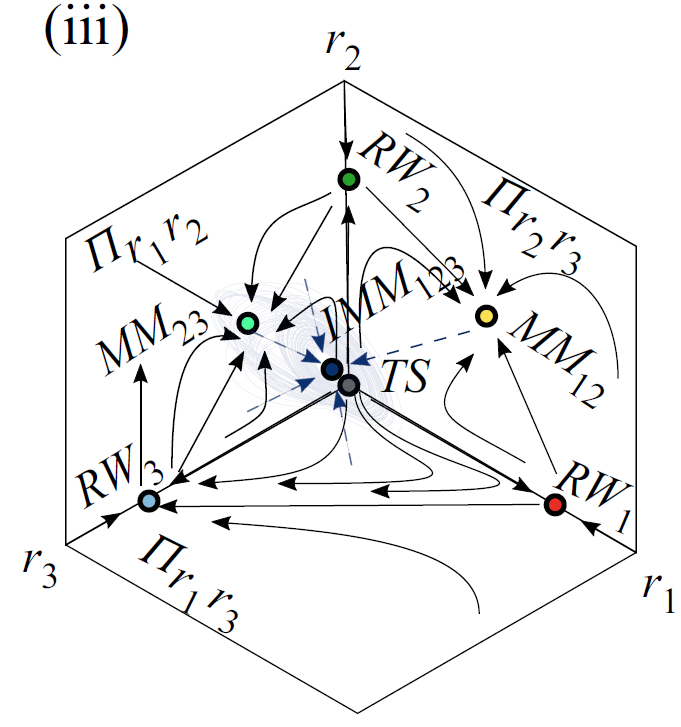 (iii)
r2
RW2
Πr1r2
Πr2r3
IMM123
MM23
MM12
TS
RW3
RW1
r3
Πr1r3
r1